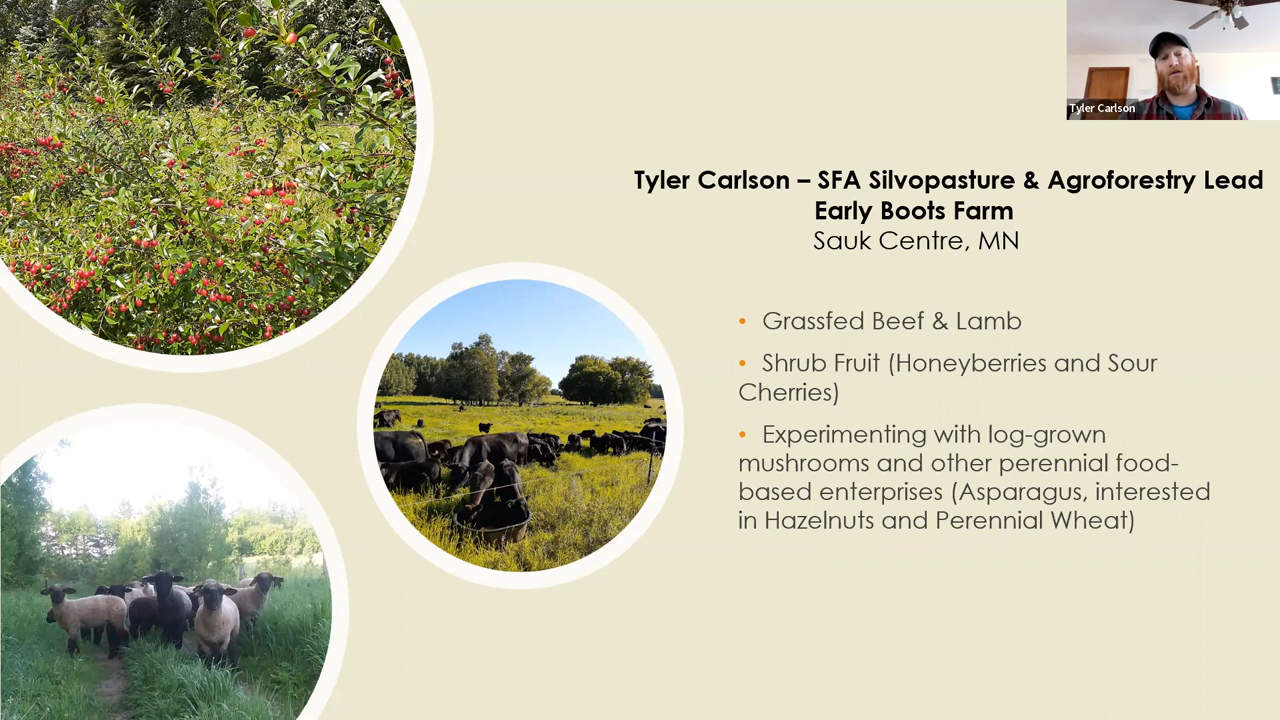 Tyler Carlson
Tyler Carlson – SFA Silvopasture & Agroforestry Lead
Early Boots Farm
Sauk Centre, MN
• Grassfed Beef & Lamb
• Shrub Fruit (Honeyberries and Sour
Cherries)
• Experimenting with log-grown
mushrooms and other perennial food-
based enterprises (Asparagus, interested
in Hazelnuts and Perennial Wheat)